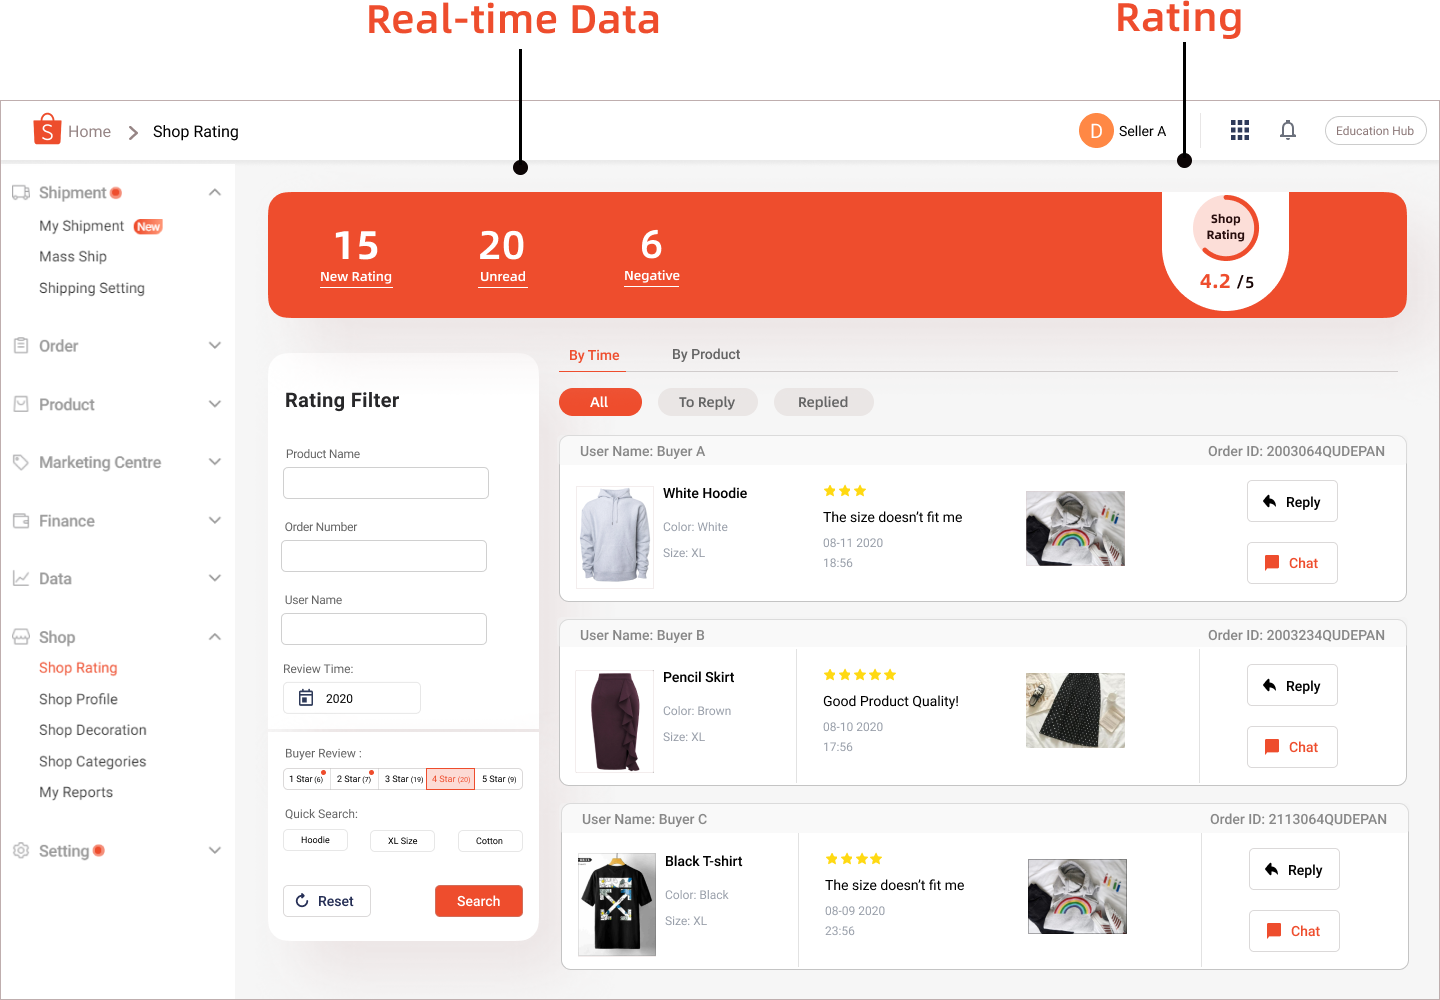 Real-time Data
Rating
S
Home
Shop Rating
D
Seller A
Education Hub
Shipment
My Shipment New
Mass Ship
Shipping Setting
Order
Product
Marketing Centre
Finance
Data
Shop
Shop Rating
Shop Profile
Shop Decoration
Shop Categories
My Reports
Setting
15
New Rating
20
Unread
6
Negative
Shop
Rating
4.2 /5
Rating Filter
Product Name
Order Number
User Name
Review Time:
2020
Buyer Review :
1 Star (6)
2 Star (7)
3 Star (19)
4 Star (20)
5 Star (9)
Quick Search:
Hoodie
XL Size
Cotton
Reset
Search
By Time
By Product
All
To Reply
Replied
User Name: Buyer A
Order ID: 2003064QUDEPAN
White Hoodie
Color: White
Size: XL
The size doesn't fit me
08-11 2020
18:56
Reply
Chat
User Name: Buyer B
Order ID: 2003234QUDEPAN
Pencil Skirt
Color: Brown
Size: XL
Good Product Quality!
08-10 2020
17:56
Reply
Chat
User Name: Buyer C
Order ID: 2113064QUDEPAN
Black T-shirt
Color: Black
Size: XL
The size doesn't fit me
08-09 2020
23:56
Reply
Chat